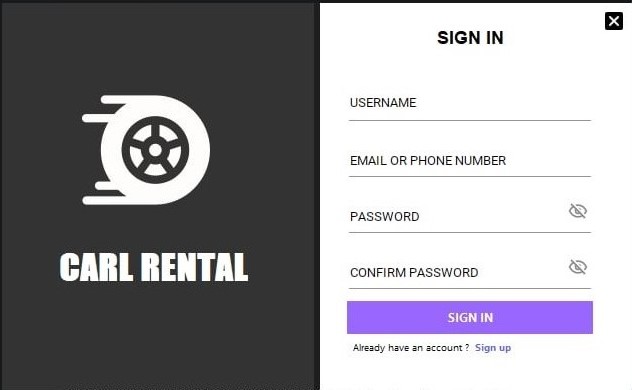 CARL RENTAL
SIGN IN
USERNAME
EMAIL OR PHONE NUMBER
PASSWORD
CONFIRM PASSWORD
SIGN IN
Already have an account ? Sign up